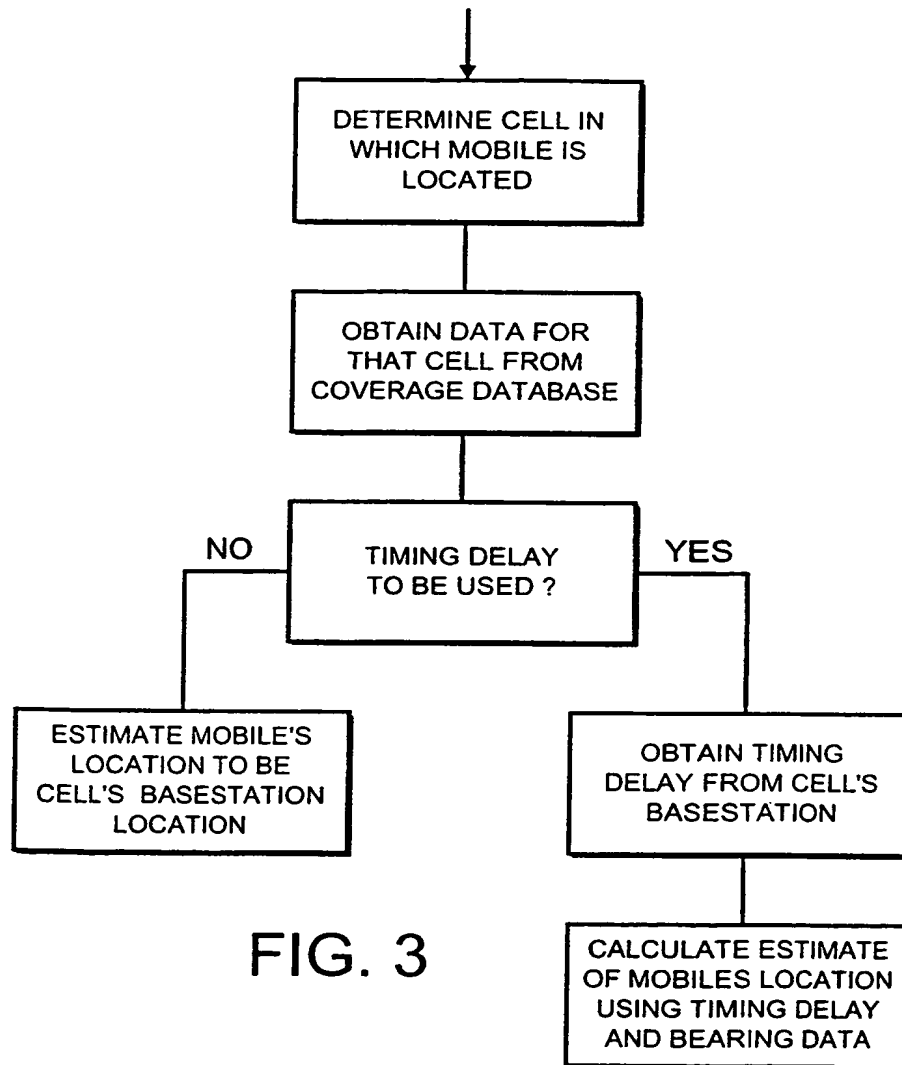 DETERMINE CELL IN
WHICH MOBILE IS
LOCATED
OBTAIN DATA FOR
THAT CELL FROM
COVERAGE DATABASE
NO
TIMING DELAY
TO BE USED ?
YES
ESTIMATE MOBILE'S
LOCATION TO BE
CELL'S BASESTATION
LOCATION
OBTAIN TIMING
DELAY FROM CELL'S
BASESTATION
CALCULATE ESTIMATE
OF MOBILES LOCATION
USING TIMING DELAY
AND BEARING DATA
FIG. 3